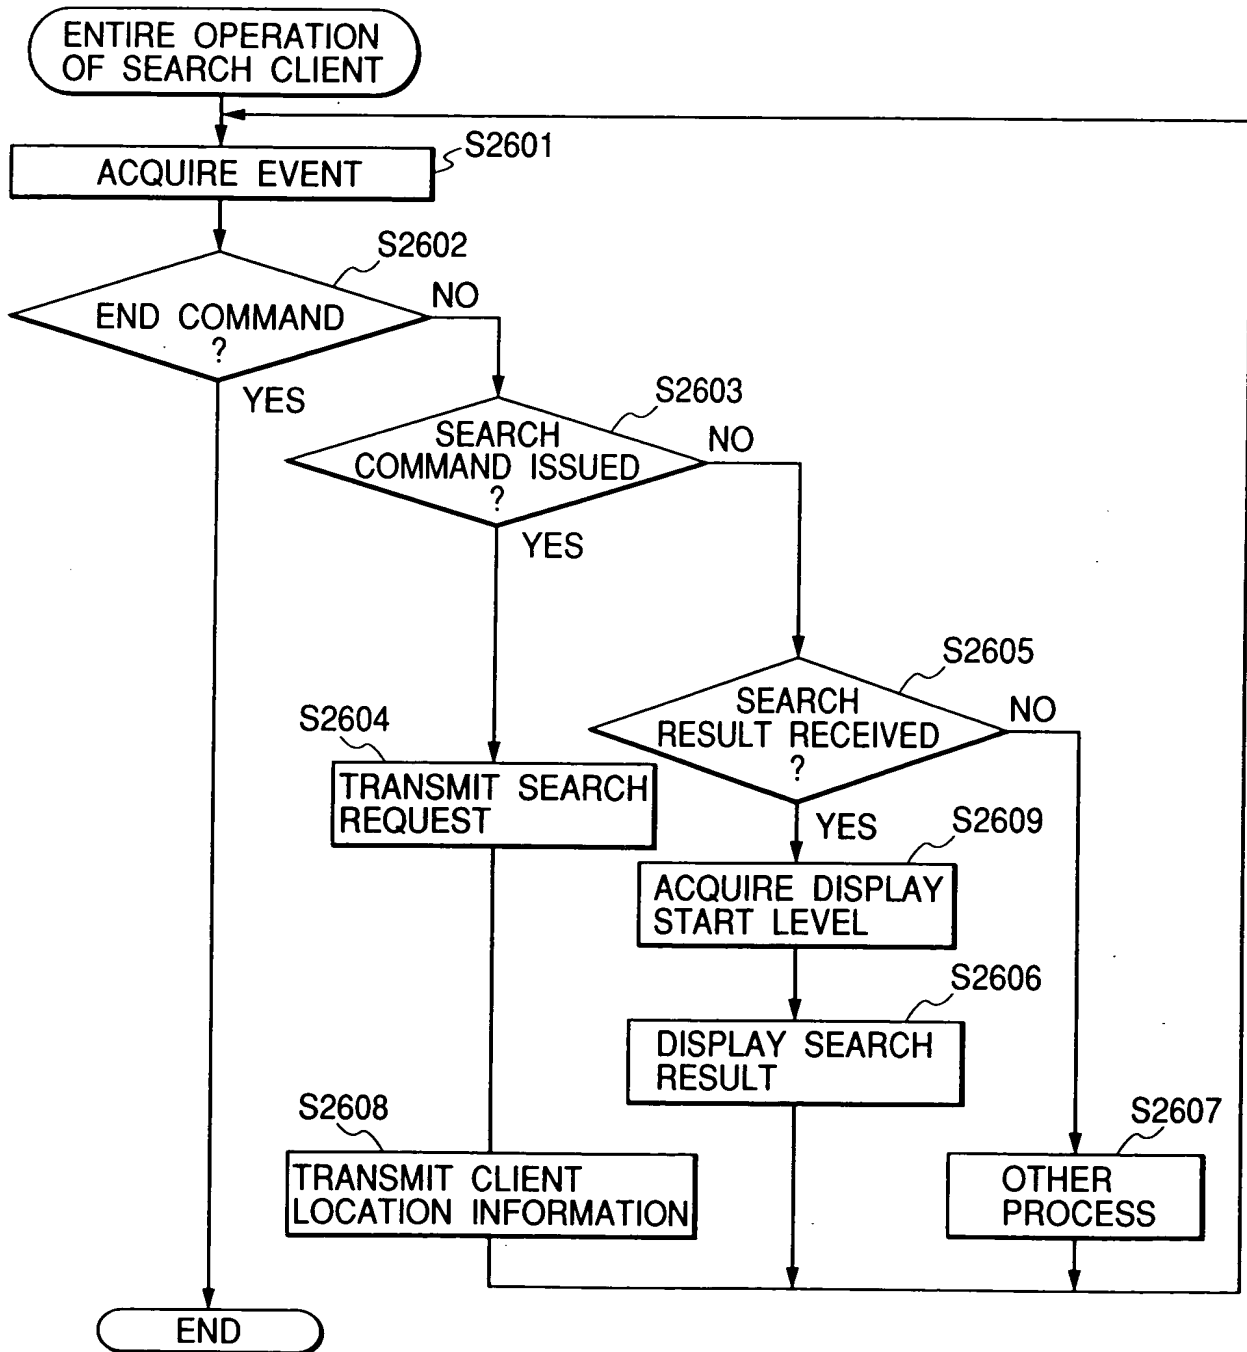 ENTIRE OPERATION
OF SEARCH CLIENT
S2601
ACQUIRE EVENT
S2602
END COMMAND
?
NO
YES
S2603
SEARCH
COMMAND ISSUED
?
NO
YES
S2605
SEARCH
RESULT RECEIVED
?
NO
YES
S2604
TRANSMIT SEARCH
REQUEST
S2609
ACQUIRE DISPLAY
START LEVEL
S2606
DISPLAY SEARCH
RESULT
S2608
TRANSMIT CLIENT
LOCATION INFORMATION
S2607
OTHER
PROCESS
END